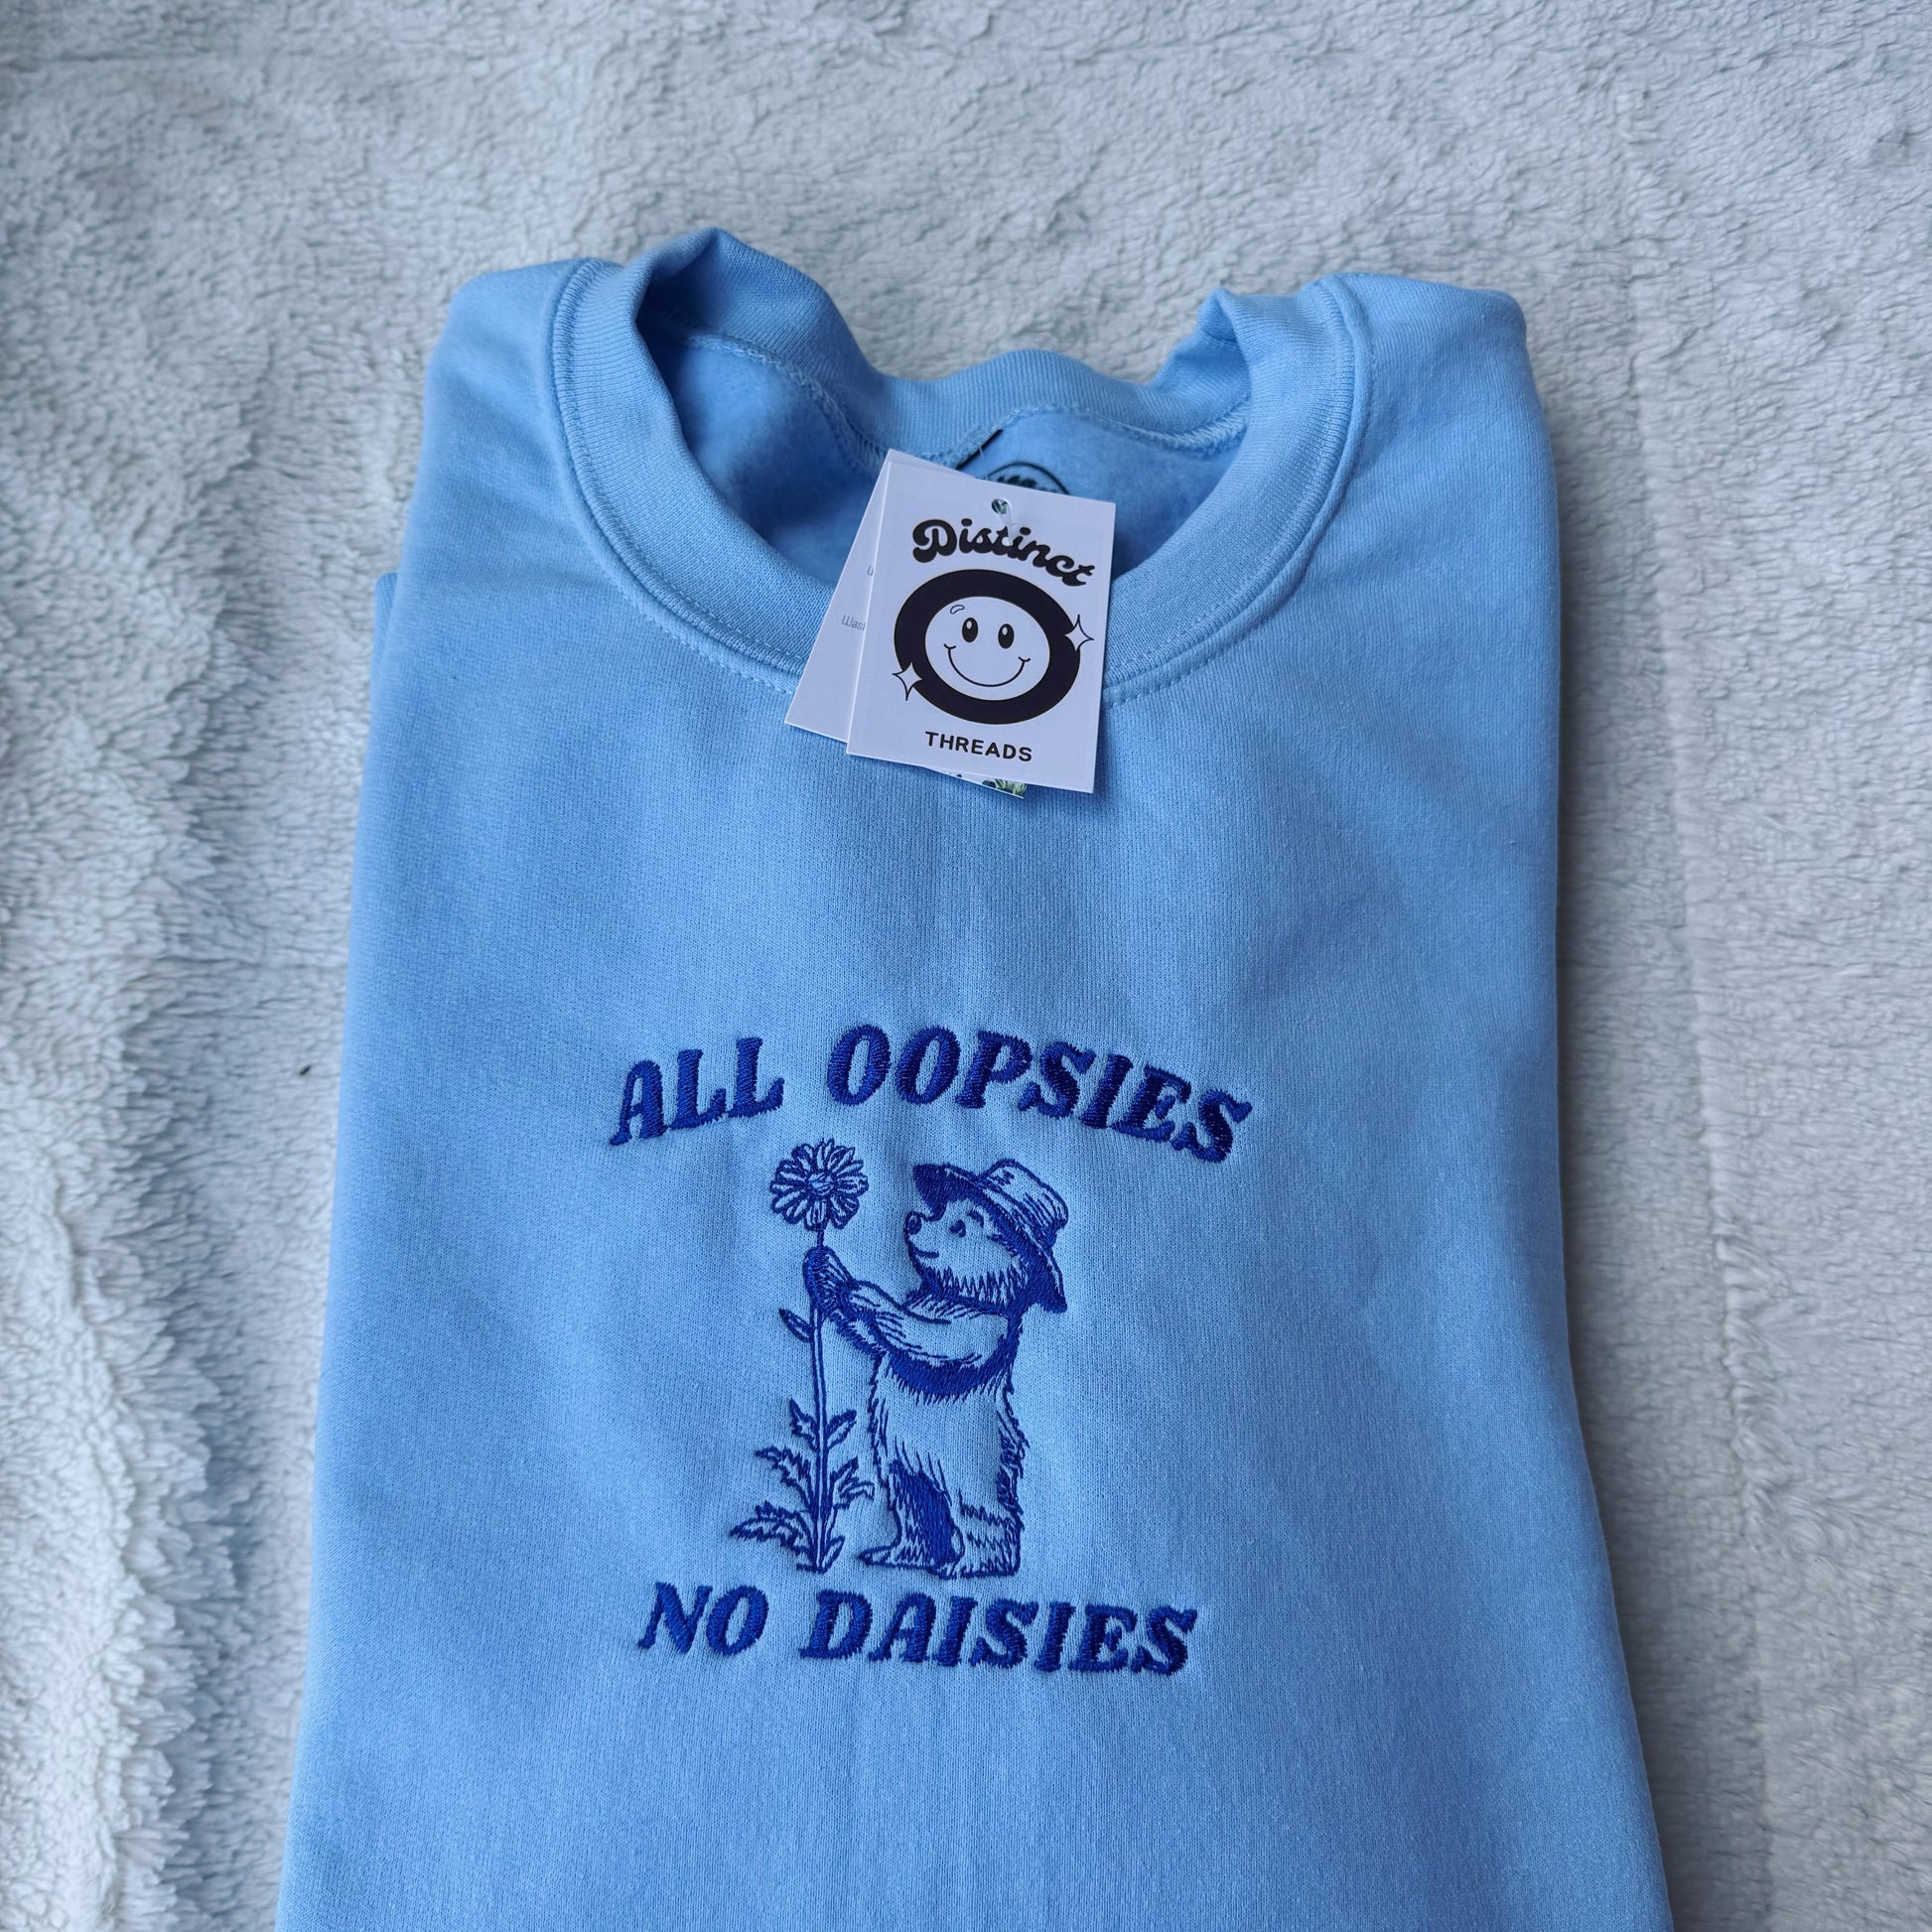 Distinct
THREADS
ALL OOPSIES
NO DAISIES